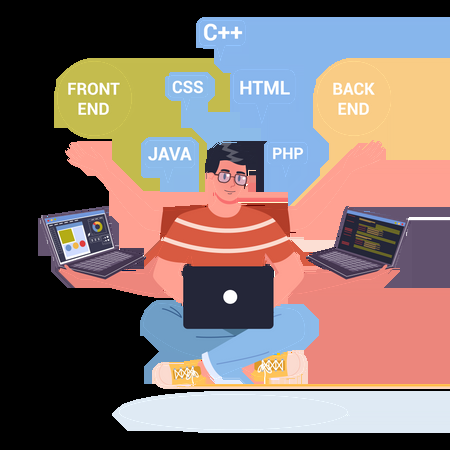 C++
FRONT
END
CSS
HTML
BACK
END
JAVA
PHP